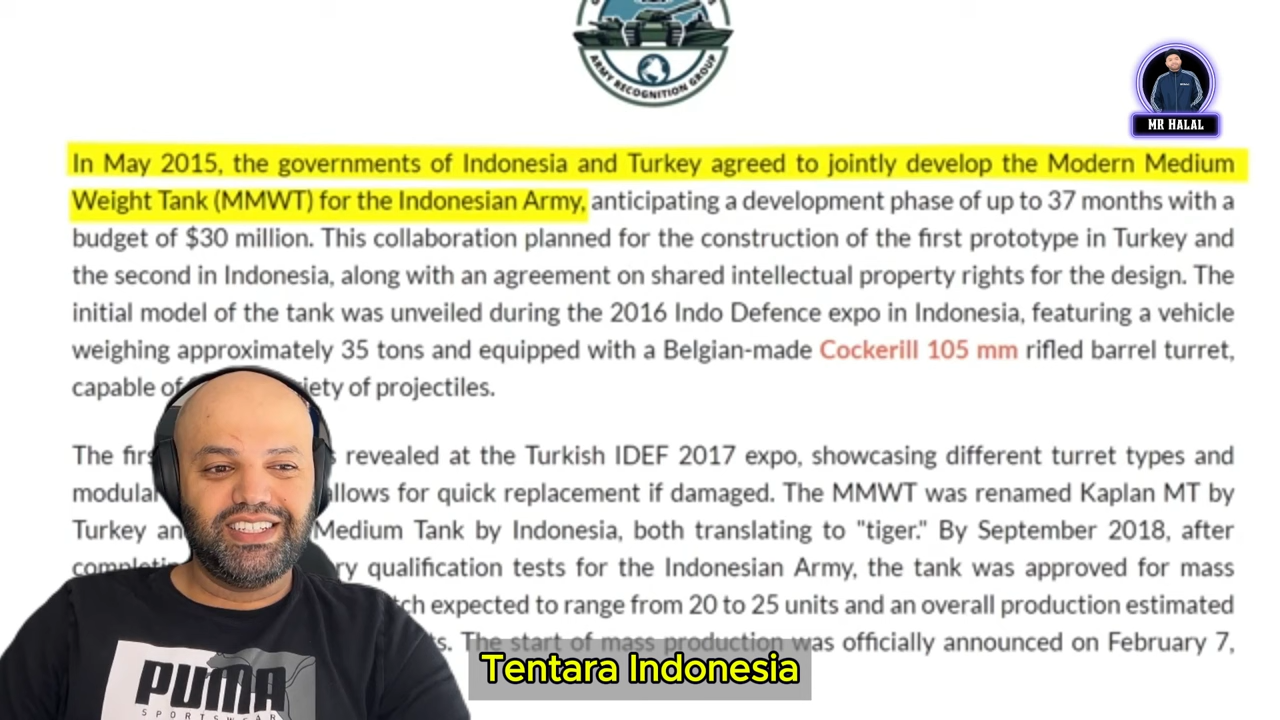 ARMY RECOGNITION GROUP
MR HALAL
In May 2015, the governments of Indonesia and Turkey agreed to jointly develop the Modern Medium
Weight Tank (MMWT) for the Indonesian Army, anticipating a development phase of up to 37 months with a
budget of $30 million. This collaboration planned for the construction of the first prototype in Turkey and
the second in Indonesia, along with an agreement on shared intellectual property rights for the design. The
initial model of the tank was unveiled during the 2016 Indo Defence expo in Indonesia, featuring a vehicle
weighing approximately 35 tons and equipped with a Belgian-made Cockerill 105 mm rifled barrel turret,
capable of iety of projectiles.
The firs revealed at the Turkish IDEF 2017 expo, showcasing different turret types and
modular allows for quick replacement if damaged. The MMWT was renamed Kaplan MT by
Turkey an Medium Tank by Indonesia, both translating to "tiger." By September 2018, after
completin ry qualification tests for the Indonesian Army, the tank was approved for mass
tch expected to range from 20 to 25 units and an overall production estimated
s. The start of mass production was officially announced on February 7,
Tentara Indonesia
PUMA
SPORTSWEAR